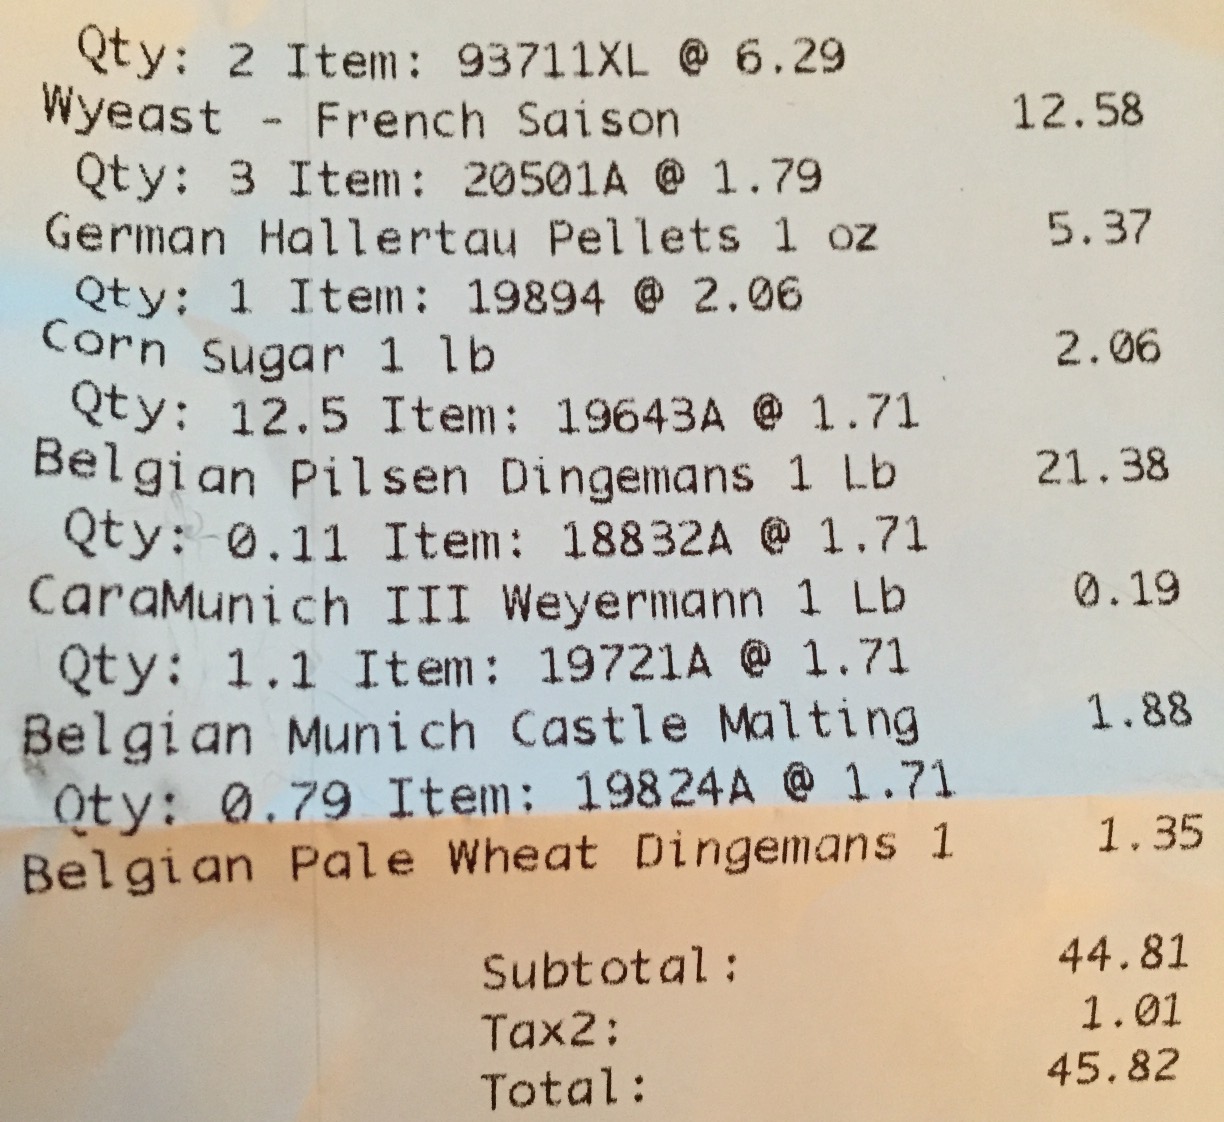 Qty: 2 Item: 93711XL @ 6.29
Wyeast - French Saison 12.58
Qty: 3 Item: 20501A @ 1.79
German Hallertau Pellets 1 oz 5.37
Qty: 1 Item: 19894 @ 2.06
Corn Sugar 1 lb 2.06
Qty: 12.5 Item: 19643A @ 1.71
Belgian Pilsen Dingemans 1 Lb 21.38
Qty: 0.11 Item: 18832A @ 1.71
CaraMunich III Weyermann 1 Lb 0.19
Qty: 1.1 Item: 19721A @ 1.71
Belgian Munich Castle Malting 1.88
Qty: 0.79 Item: 19824A @ 1.71
Belgian Pale Wheat Dingemans 1 1.35
Subtotal: 44.81
Tax2: 1.01
Total: 45.82